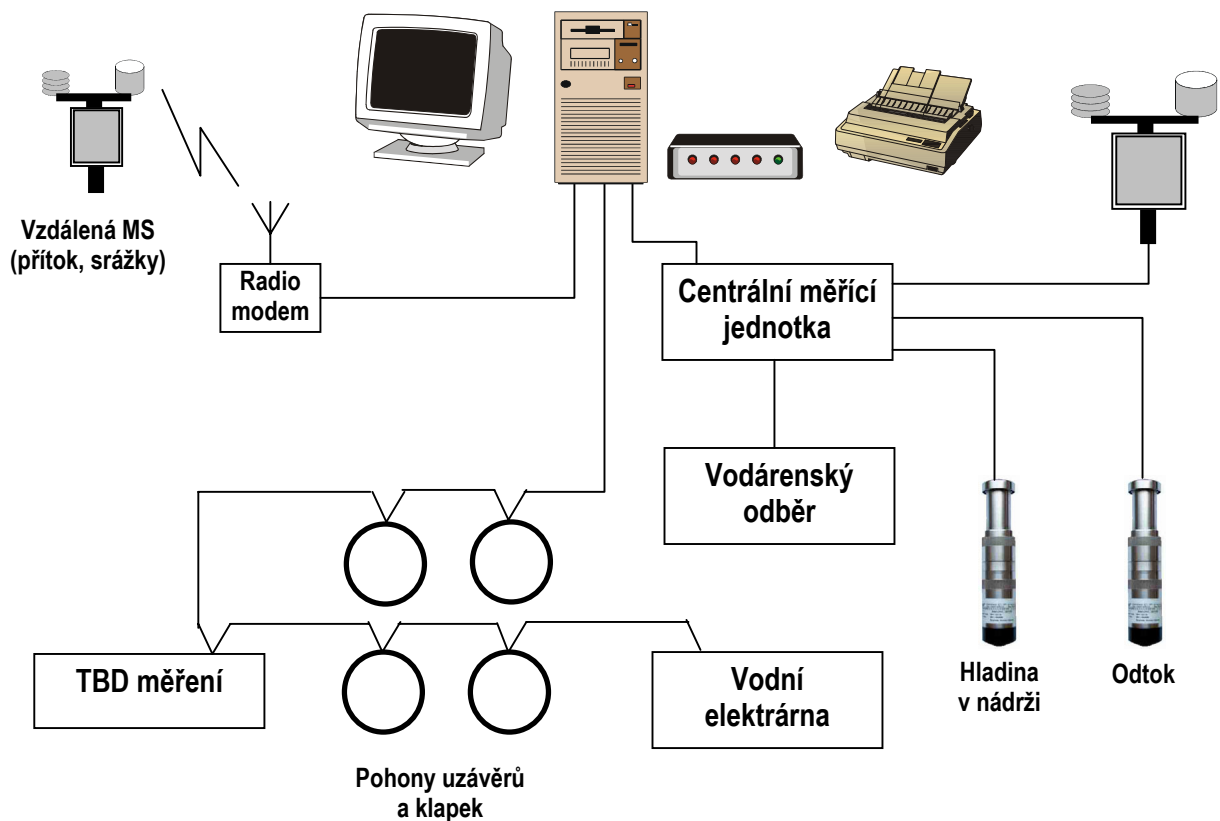 Vzdálená MS
(přítok, srážky)
Radio
modem
Centrální měřící
jednotka
Vodárenský
odběr
TBD měření
Vodní
elektrárna
Hladina
v nádrži
Odtok
Pohony uzávěrů
a klapek